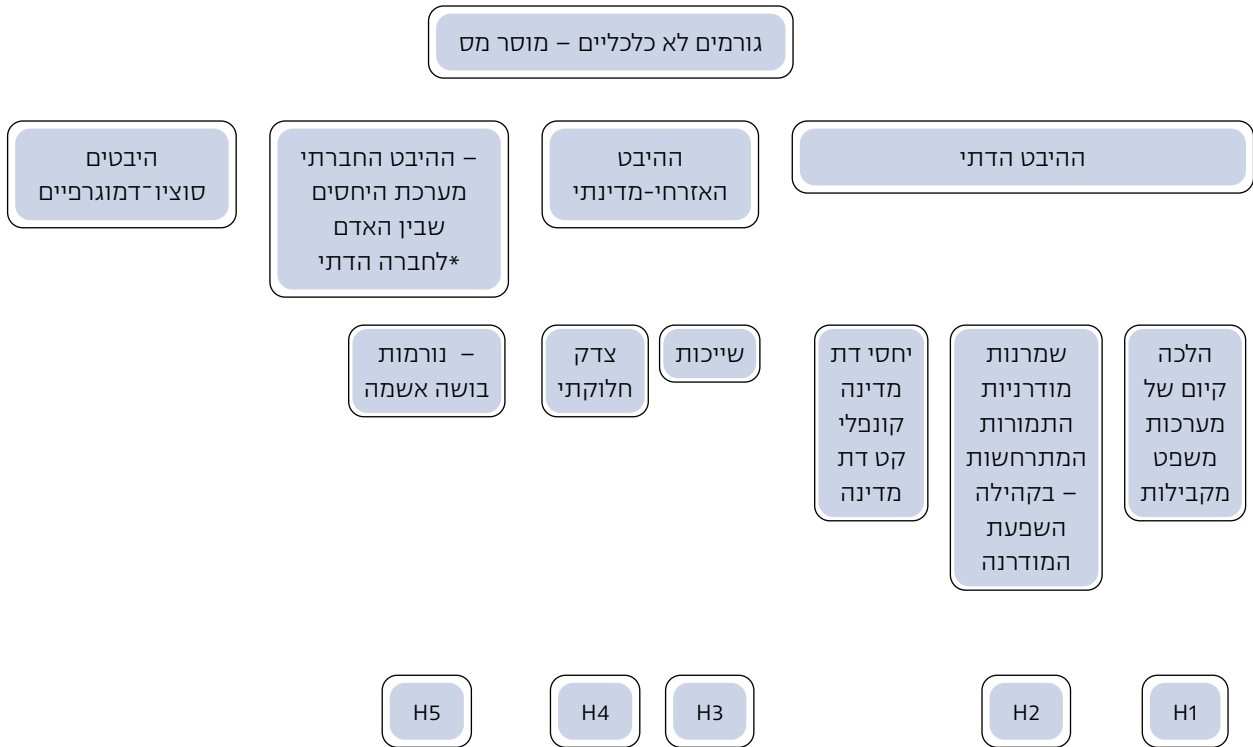 גורמים לא כלכליים – מוסר מס
ההיבט הדתי
ההיבט
האזרחי-מדינתי
ההיבט החברתי –
מערכת היחסים
שבין האדם
לחברה הדתי*
היבטים
סוציו־דמוגרפיים
הלכה
קיום של
מערכות
משפט
מקבילות
שמרנות
מודרניות
התמורות
המתרחשות
בקהילה –
השפעת
המודרנה
יחסי דת
מדינה
קונפלי
קט דת
מדינה
שייכות
צדק
חלוקתי
נורמות –
בושה אשמה
H1
H2
H3
H4
H5